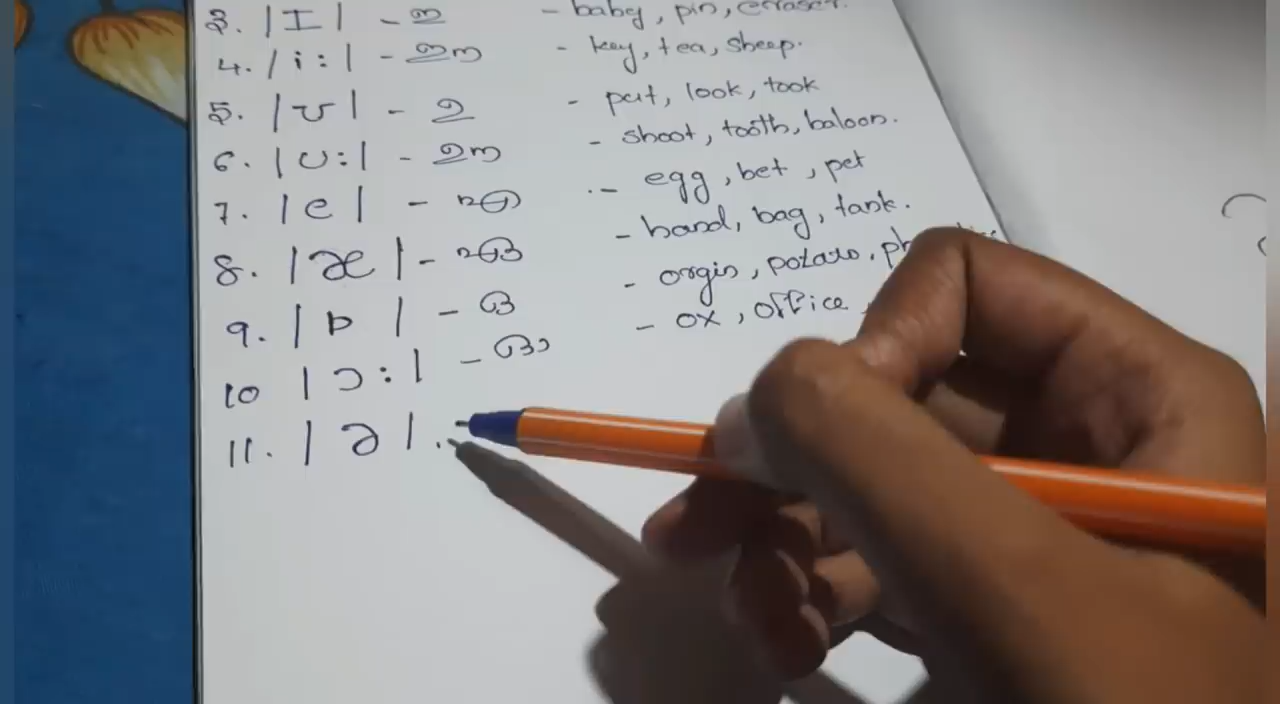 3. |I| - ഇ - baby, pin, eraser.
4. |i:| - ഈ - key, tea, sheep.
5. |ʊ| - ഉ - put, look, took
6. |ʊ:| - ഊ - shoot, tooth, baloon.
7. |e| - എ - egg, bet, pet
8. |æ| - ഐ - hand, bag, tank.
9. |ɒ| - ഒ - orgin, potato,
10 |ɔ:| - ഓ - ox, office,
11. |ə|